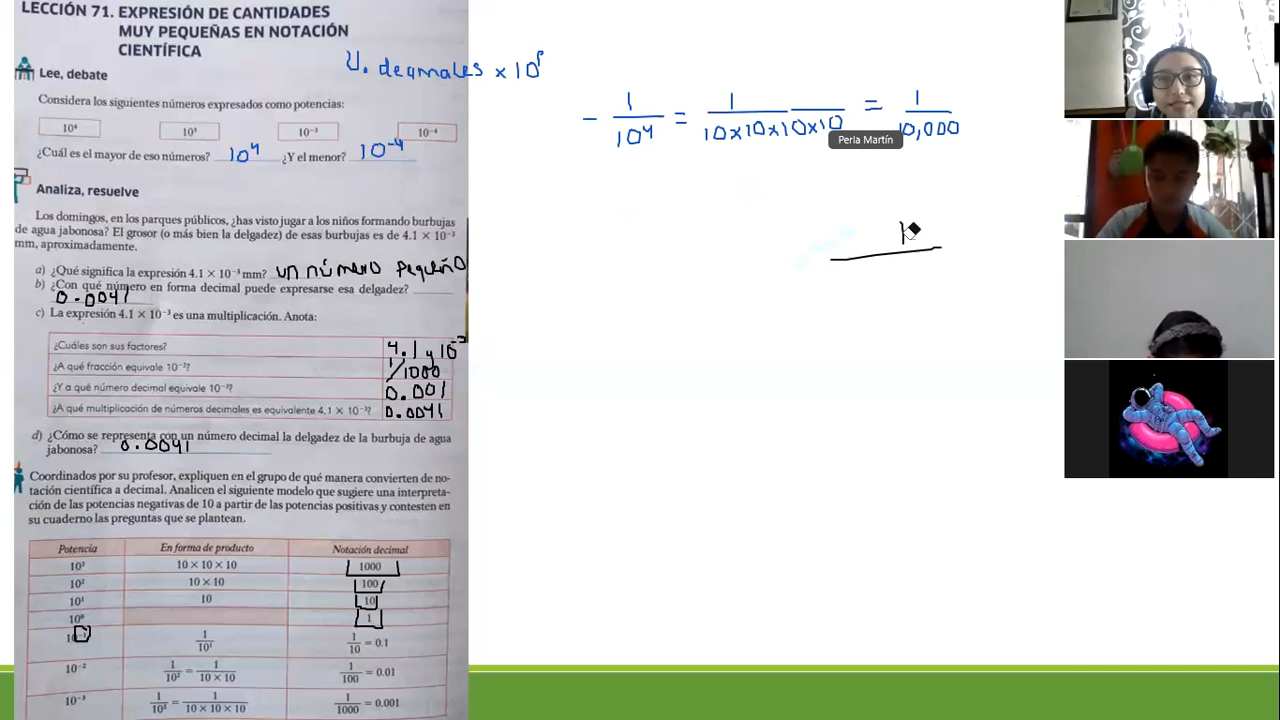 LECCIÓN 71. EXPRESIÓN DE CANTIDADES
MUY PEQUEÑAS EN NOTACIÓN
CIENTÍFICA
U. decimales × 10
Lee, debate
Considera los siguientes números expresados como potencias:
10⁴ 10³ 10⁻³ 10⁻⁴
¿Cuál es el mayor de eso números? 10⁴ ¿Y el menor? 10⁻⁴
Analiza, resuelve
Los domingos, en los parques públicos, ¿has visto jugar a los niños formando burbujas
de agua jabonosa? El grosor (o más bien la delgadez) de esas burbujas es de 4.1 × 10⁻³
mm, aproximadamente.
a) ¿Qué significa la expresión 4.1 × 10⁻³ mm? un número pequeño
b) ¿Con qué número en forma decimal puede expresarse esa delgadez?
0.0041
c) La expresión 4.1 × 10⁻³ es una multiplicación. Anota:
¿Cuáles son sus factores? 4.1 y 10⁻³
¿A qué fracción equivale 10⁻³? 1/1000
¿Y a qué número decimal equivale 10⁻³? 0.001
¿A qué multiplicación de números decimales es equivalente 4.1 × 10⁻³? 0.0041
d) ¿Cómo se representa con un número decimal la delgadez de la burbuja de agua
jabonosa? 0.0041
Coordinados por su profesor, expliquen en el grupo de qué manera convierten de no-
tación científica a decimal. Analicen el siguiente modelo que sugiere una interpreta-
ción de las potencias negativas de 10 a partir de las potencias positivas y contesten en
su cuaderno las preguntas que se plantean.
Potencia En forma de producto Notación decimal
10³ 10 × 10 × 10 1000
10² 10 × 10 100
10¹ 10 10
10⁰ 1
10⁻¹ 1/10¹ 1/10 = 0.1
10⁻² 1/10² = 1/10 × 10 1/100 = 0.01
10⁻³ 1/10³ = 1/10 × 10 × 10 1/1000 = 0.001
- 1/10⁴ = 1/10×10×10×10 = 1/10,000
Perla Martín